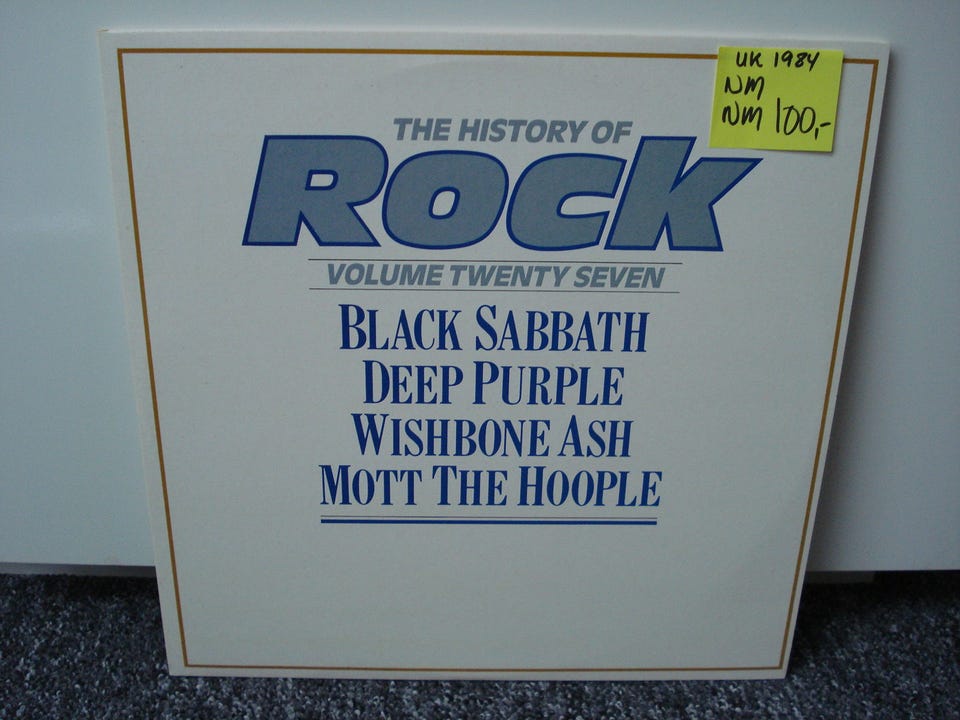 UK 1984
NM
NM 100,-
THE HISTORY OF
ROCK
VOLUME TWENTY SEVEN
BLACK SABBATH
DEEP PURPLE
WISHBONE ASH
MOTT THE HOOPLE